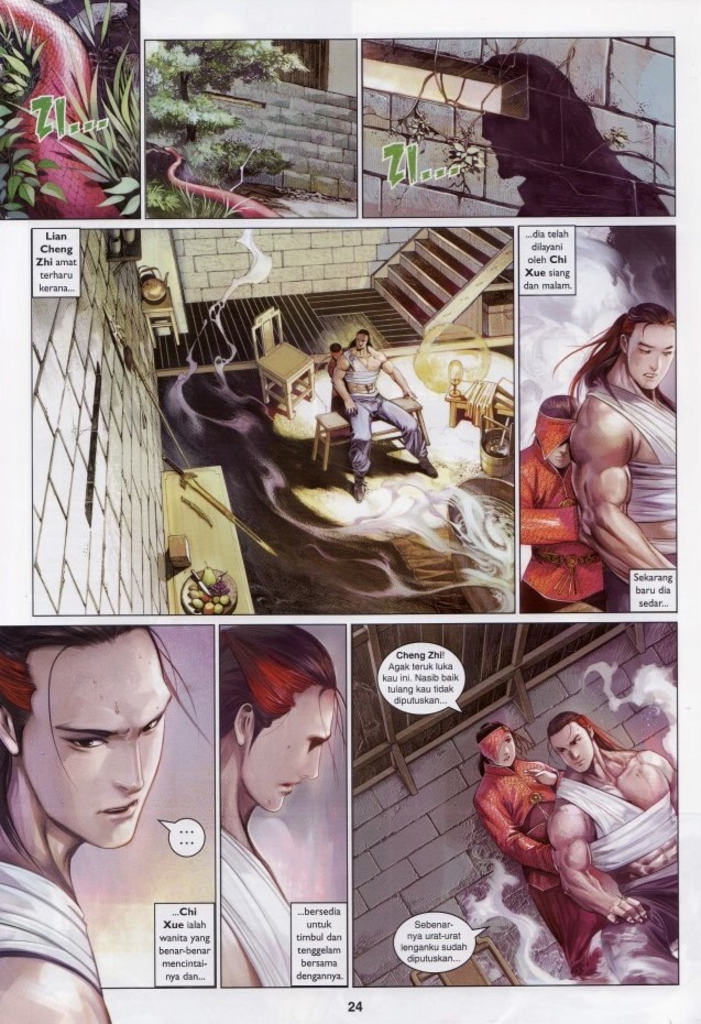 ZI...
ZI...
ZI...
Lian
Cheng
Zhi amat
terharu
kerana...
...dia telah
dilayani
oleh Chi
Xue siang
dan malam.
Sekarang
baru dia
sedar...
...
...Chi
Xue ialah
wanita yang
benar-benar
mencintai-
nya dan...
...bersedia
untuk
timbul dan
tenggelam
bersama
dengannya.
Cheng Zhi!
Agak teruk luka
kau ini. Nasib baik
tulang kau tidak
diputuskan...
Sebenar-
nya urat-urat
lenganku sudah
diputuskan...
24